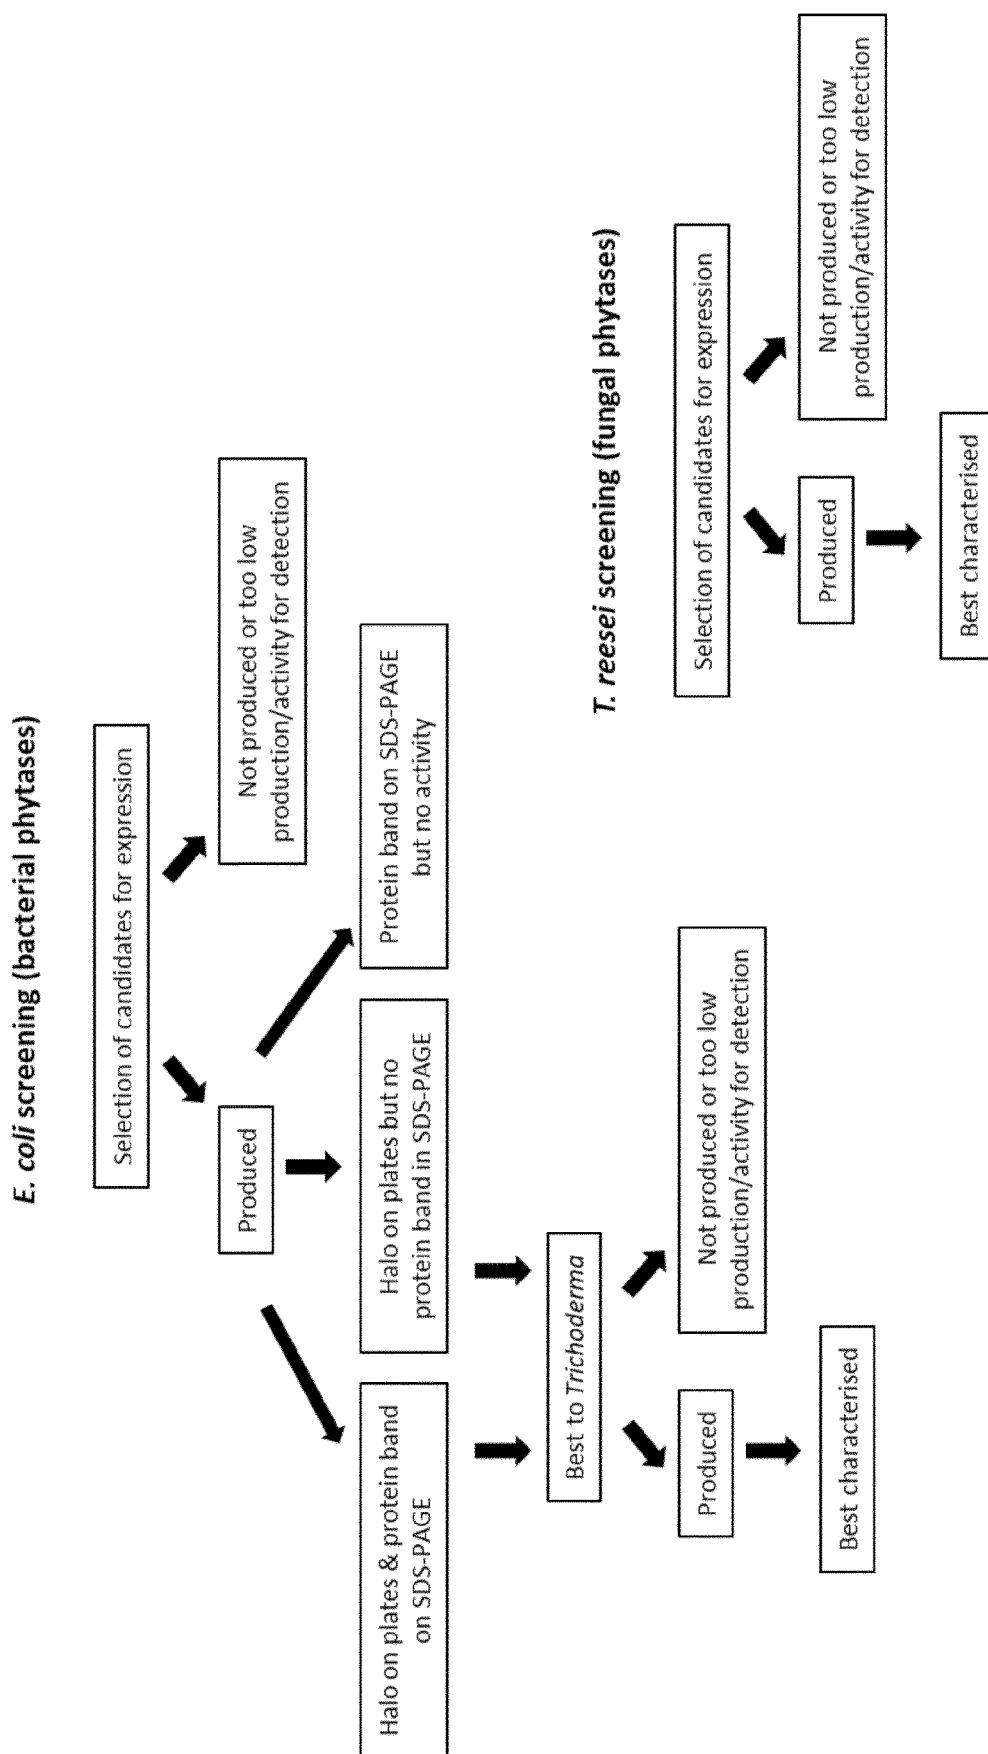 E. coli screening (bacterial phytases)
Selection of candidates for expression
Produced
Not produced or too low
production/activity for detection
Halo on plates & protein band
on SDS-PAGE
Halo on plates but no
protein band in SDS-PAGE
Protein band on SDS-PAGE
but no activity
Best to Trichoderma
Produced
Not produced or too low
production/activity for detection
Best characterised
T. reesei screening (fungal phytases)
Selection of candidates for expression
Produced
Not produced or too low
production/activity for detection
Best characterised